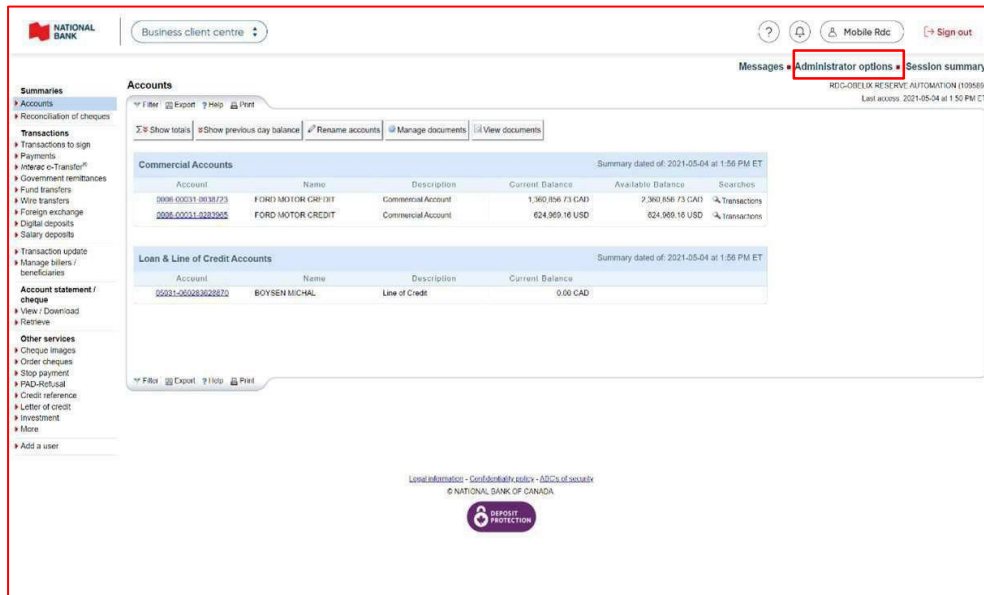 NATIONAL
BANK
Business client centre
?
Mobile Rdc
Sign out
Messages ▪ Administrator options ▪ Session summary
RDG-OBELIX RESERVE AUTOMATION (109569
Last access: 2021-05-04 at 1:50 PM ET
Summaries
Accounts
Reconciliation of cheques
Transactions
Transactions to sign
Payments
Interac e-Transfer®
Government remittances
Fund transfers
Wire transfers
Foreign exchange
Digital deposits
Salary deposits
Transaction update
Manage billers /
beneficiaries
Account statement /
cheque
View / Download
Retrieve
Other services
Cheque images
Order cheques
Stop payment
PAD-Refusal
Credit reference
Letter of credit
Investment
More
Add a user
Accounts
Filter Export ? Help Print
Show totals Show previous day balance Rename accounts Manage documents View documents
Commercial Accounts Summary dated of: 2021-05-04 at 1:56 PM ET
Account Name Description Current Balance Available Balance Searches
0006-00031-0038723 FORD MOTOR CREDIT Commercial Account 1,360,856.73 CAD 2,360,856.73 CAD Transactions
0006-00031-0283965 FORD MOTOR CREDIT Commercial Account 624,969.16 USD 624,969.16 USD Transactions
Loan & Line of Credit Accounts Summary dated of: 2021-05-04 at 1:56 PM ET
Account Name Description Current Balance
05031-060283628870 BOYSEN MICHAL Line of Credit 0.00 CAD
Filter Export ? Help Print
Legal information - Confidentiality policy - ABC's of security
© NATIONAL BANK OF CANADA
DEPOSIT
PROTECTION